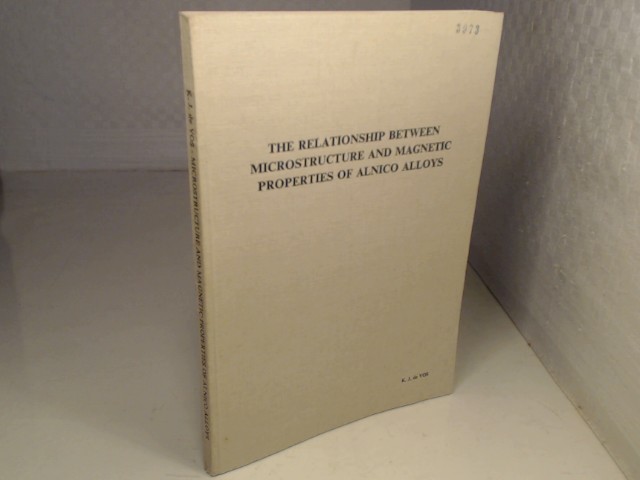 3973
THE RELATIONSHIP BETWEEN
MICROSTRUCTURE AND MAGNETIC
PROPERTIES OF ALNICO ALLOYS
K. J. de VOS
K. J. de VOS - MICROSTRUCTURE AND MAGNETIC PROPERTIES OF ALNICO ALLOYS